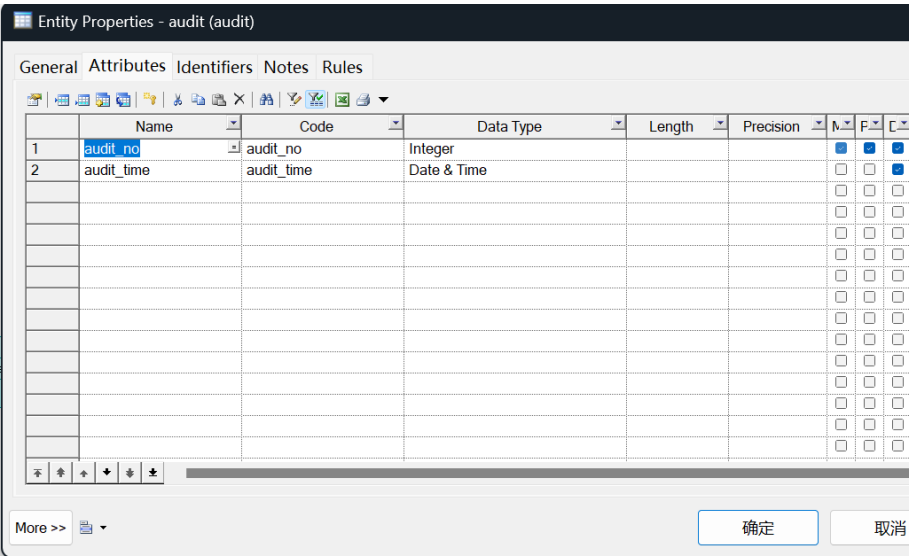 Entity Properties - audit (audit)
General Attributes Identifiers Notes Rules
Name Code Data Type Length Precision M P D
1 audit_no audit_no Integer
2 audit_time audit_time Date & Time
More >> 确定 取消